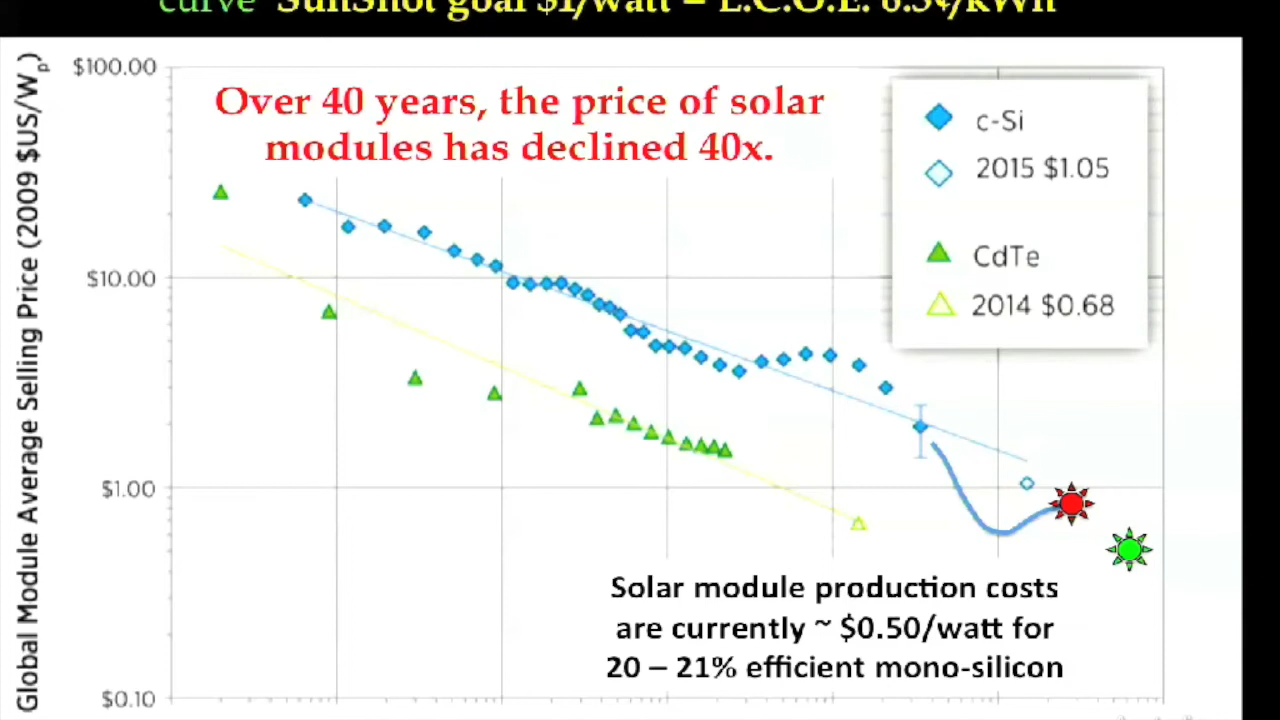 curve SunShot goal $1/watt – L.C.O.E. 6.5¢/kWh
Global Module Average Selling Price (2009 $US/Wp)
$100.00
$10.00
$1.00
$0.10
Over 40 years, the price of solar
modules has declined 40x.
c-Si
2015 $1.05
CdTe
2014 $0.68
Solar module production costs
are currently ~ $0.50/watt for
20 – 21% efficient mono-silicon